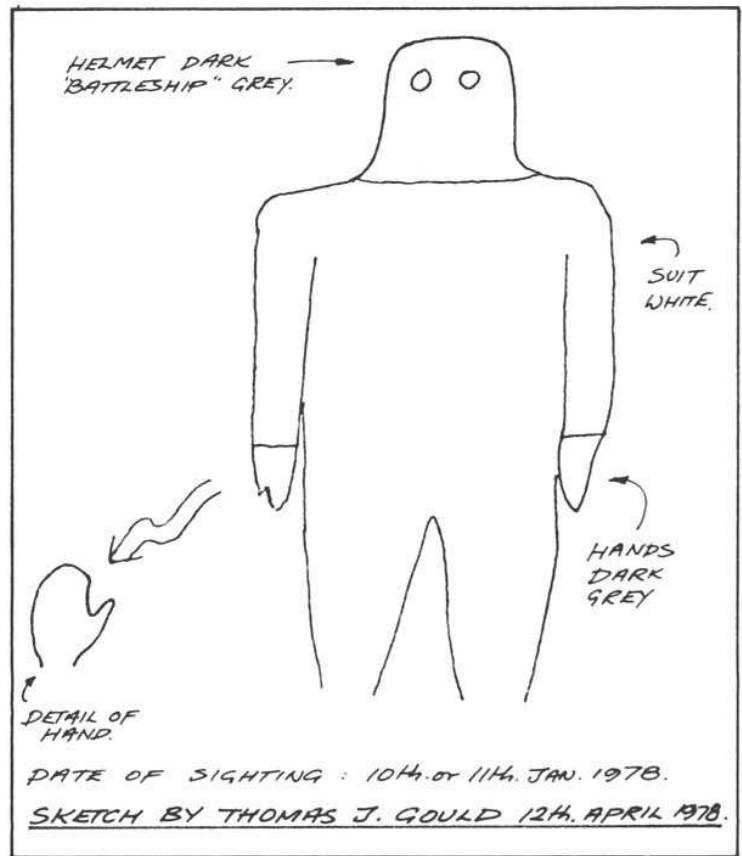 HELMET DARK
"BATTLESHIP" GREY.
SUIT
WHITE.
HANDS
DARK
GREY
DETAIL OF
HAND.
DATE OF SIGHTING : 10th. or 11th. JAN. 1978.
SKETCH BY THOMAS J. GOULD 12th. APRIL 1978.